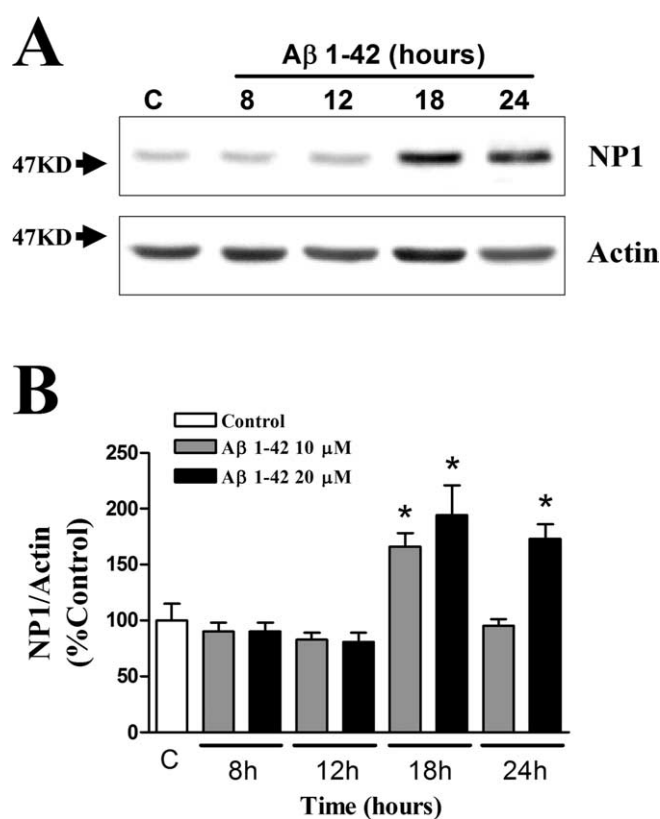 A
Aβ 1-42 (hours)
C 8 12 18 24
47KD NP1
47KD Actin
B
Control
Aβ 1-42 10 μM
Aβ 1-42 20 μM
NP1/Actin
(%Control)
250
200
150
100
50
0
* * *
C 8h 12h 18h 24h
Time (hours)